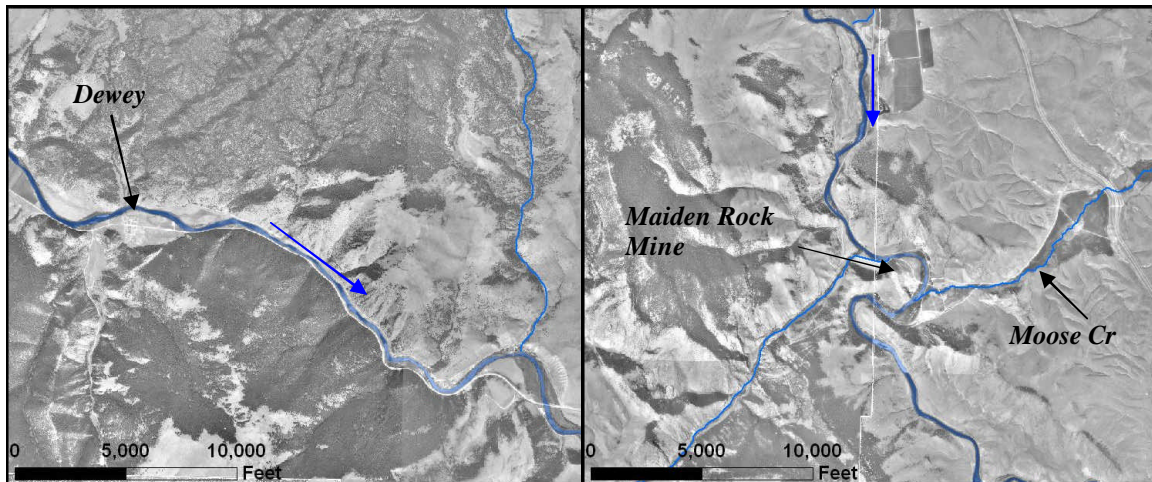 Dewey
0 5,000 10,000
Feet
Maiden Rock
Mine
Moose Cr
0 5,000 10,000
Feet